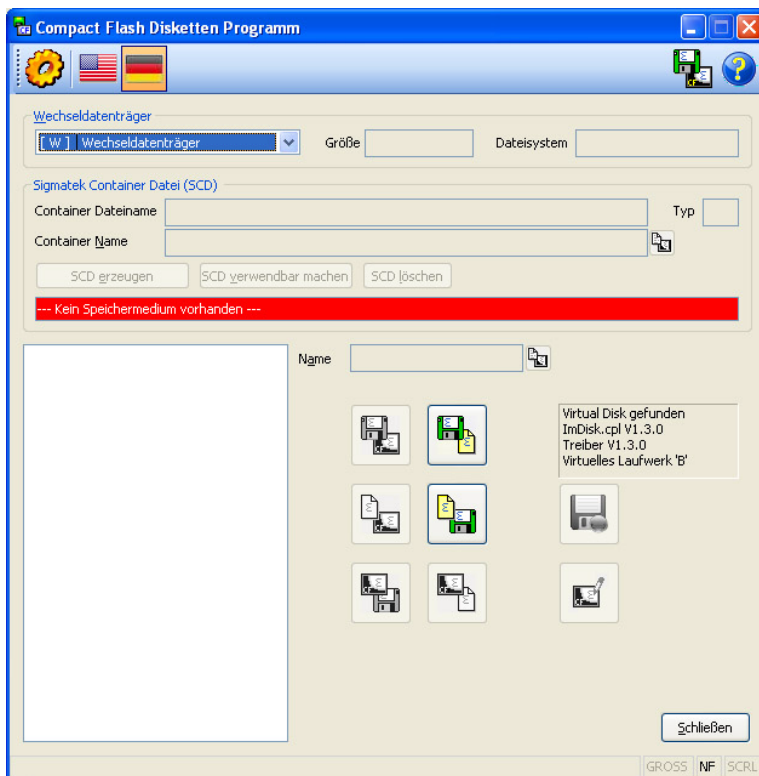 Compact Flash Disketten Programm
Wechseldatenträger
[ W ] Wechseldatenträger
Größe
Dateisystem
Sigmatek Container Datei (SCD)
Container Dateiname
Typ
Container Name
SCD erzeugen
SCD verwendbar machen
SCD löschen
--- Kein Speichermedium vorhanden ---
Name
Virtual Disk gefunden
ImDisk.cpl V1.3.0
Treiber V1.3.0
Virtuelles Laufwerk 'B'
Schließen
GROSS NF SCRL